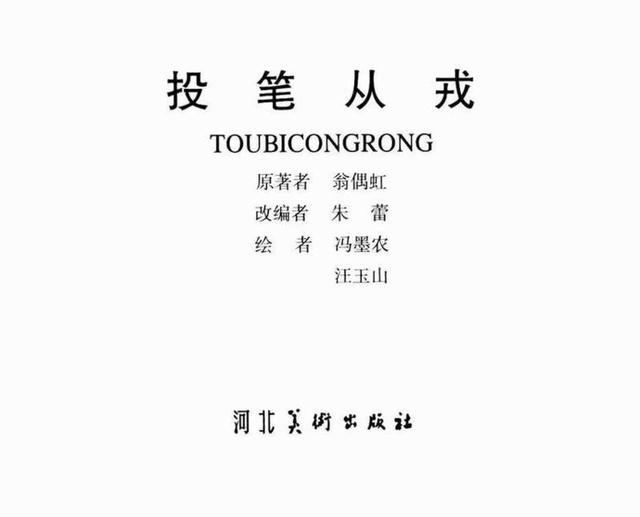 投笔从戎
TOUBICONGRONG
原著者 翁偶虹
改编者 朱蕾
绘者 冯墨农
汪玉山
河北美术出版社